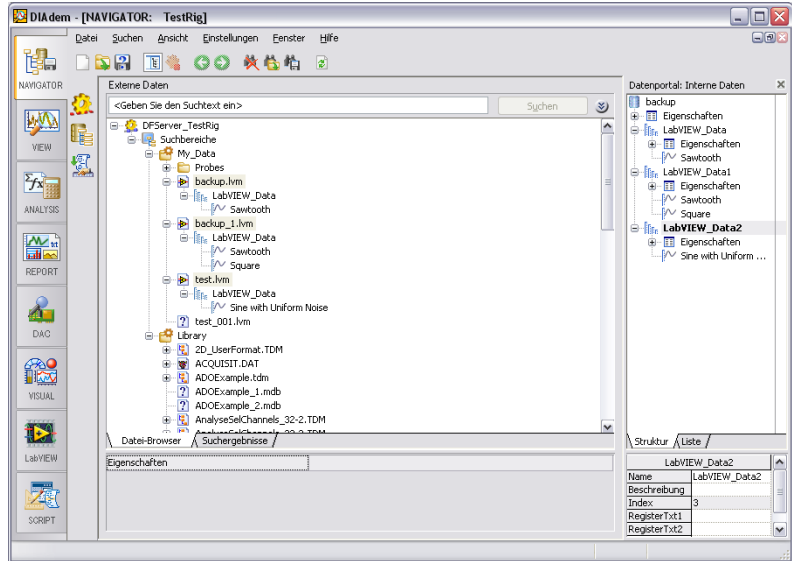 DIAdem - [NAVIGATOR: TestRig]
Datei Suchen Ansicht Einstellungen Fenster Hilfe
NAVIGATOR
VIEW
ANALYSIS
REPORT
DAC
VISUAL
LabVIEW
SCRIPT
Externe Daten
<Geben Sie den Suchtext ein>
Suchen
DFServer_TestRig
Suchbereiche
My_Data
Probes
backup.lvm
LabVIEW_Data
Sawtooth
backup_1.lvm
LabVIEW_Data
Sawtooth
Square
test.lvm
LabVIEW_Data
Sine with Uniform Noise
test_001.lvm
Library
2D_UserFormat.TDM
ACQUISIT.DAT
ADOExample.tdm
ADOExample_1.mdb
ADOExample_2.mdb
AnalyseSelChannels_32-2.TDM
Datei-Browser Suchergebnisse
Eigenschaften
Datenportal: Interne Daten
backup
Eigenschaften
LabVIEW_Data
Eigenschaften
Sawtooth
LabVIEW_Data1
Eigenschaften
Sawtooth
Square
LabVIEW_Data2
Eigenschaften
Sine with Uniform ...
Struktur Liste
LabVIEW_Data2
Name LabVIEW_Data2
Beschreibung
Index 3
RegisterTxt1
RegisterTxt2